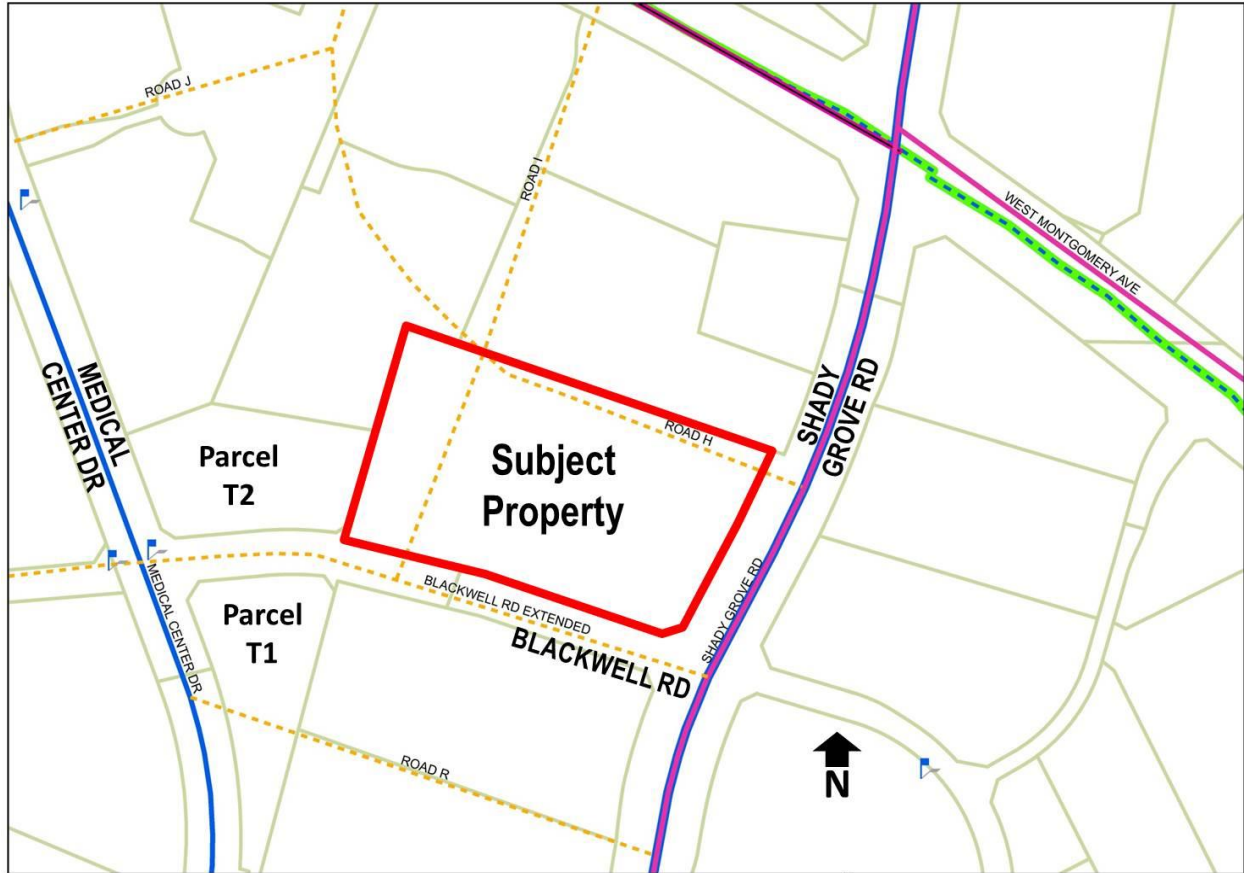 ROAD J
ROAD I
WEST MONTGOMERY AVE
MEDICAL
CENTER DR
SHADY
GROVE RD
ROAD H
Parcel
T2
Subject
Property
BLACKWELL RD EXTENDED
BLACKWELL RD
SHADY GROVE RD
MEDICAL CENTER DR
Parcel
T1
ROAD R
N